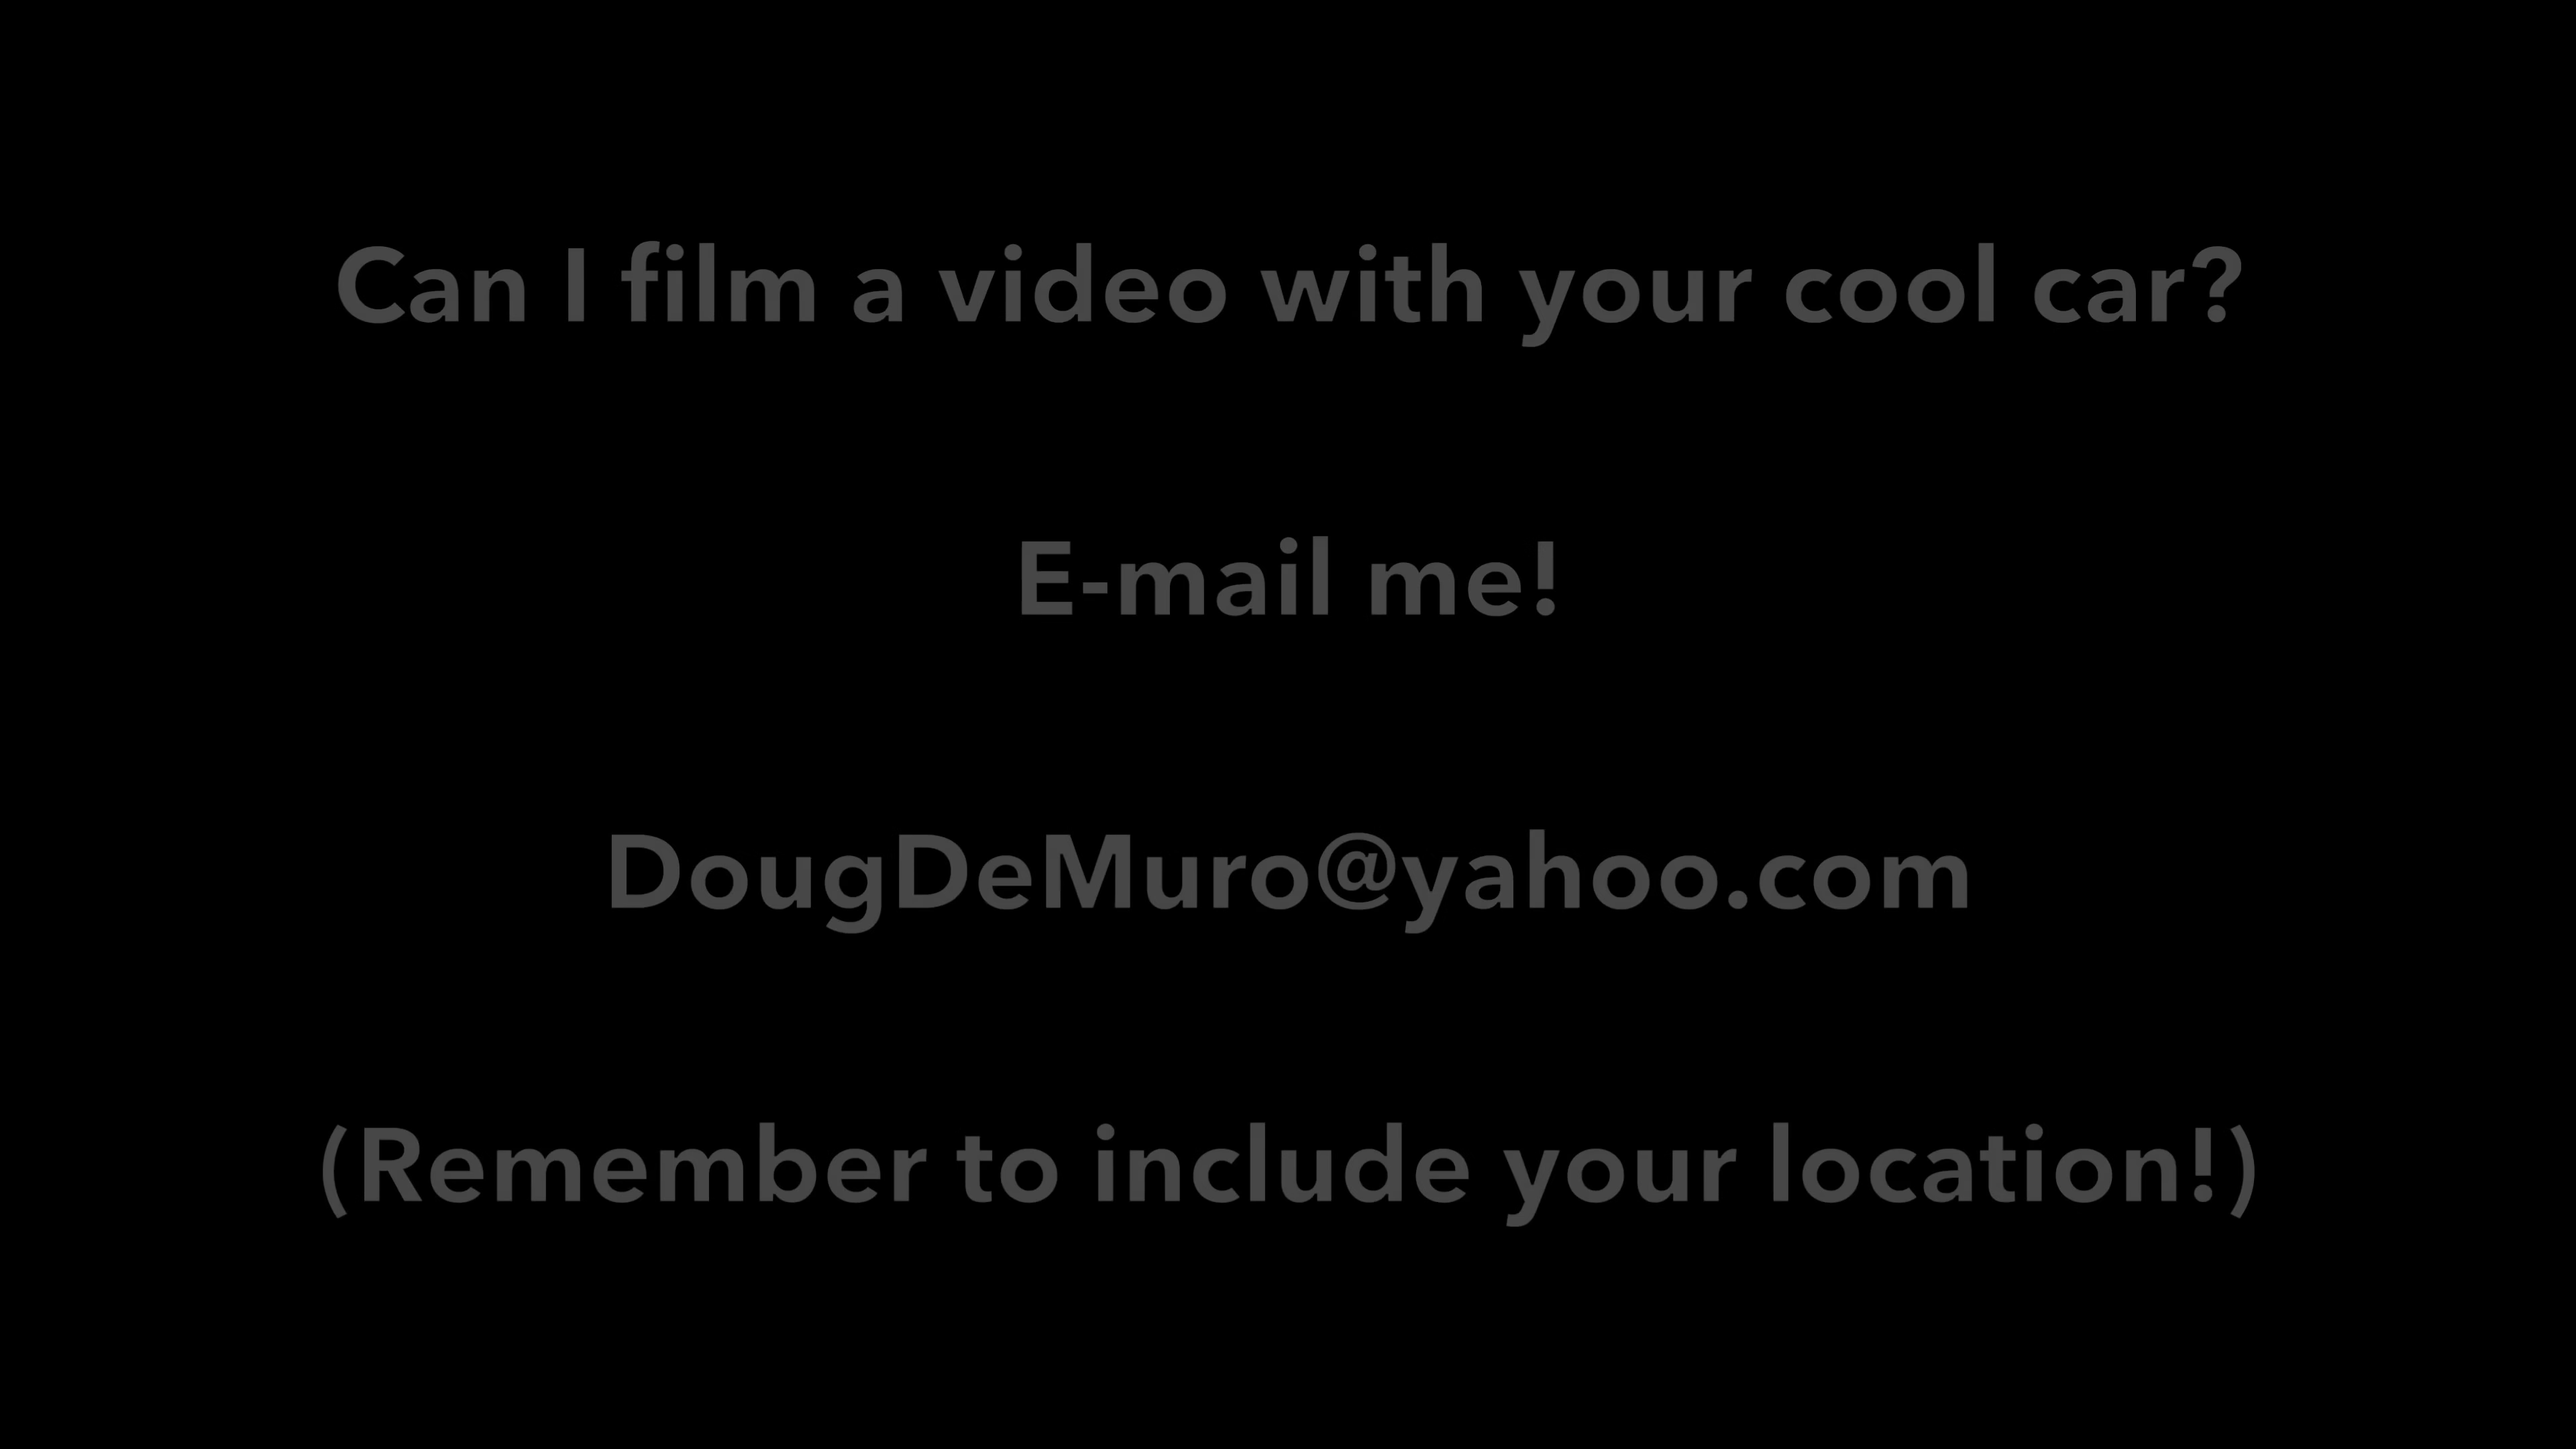 Can I film a video with your cool car?
E-mail me!
DougDeMuro@yahoo.com
(Remember to include your location!)